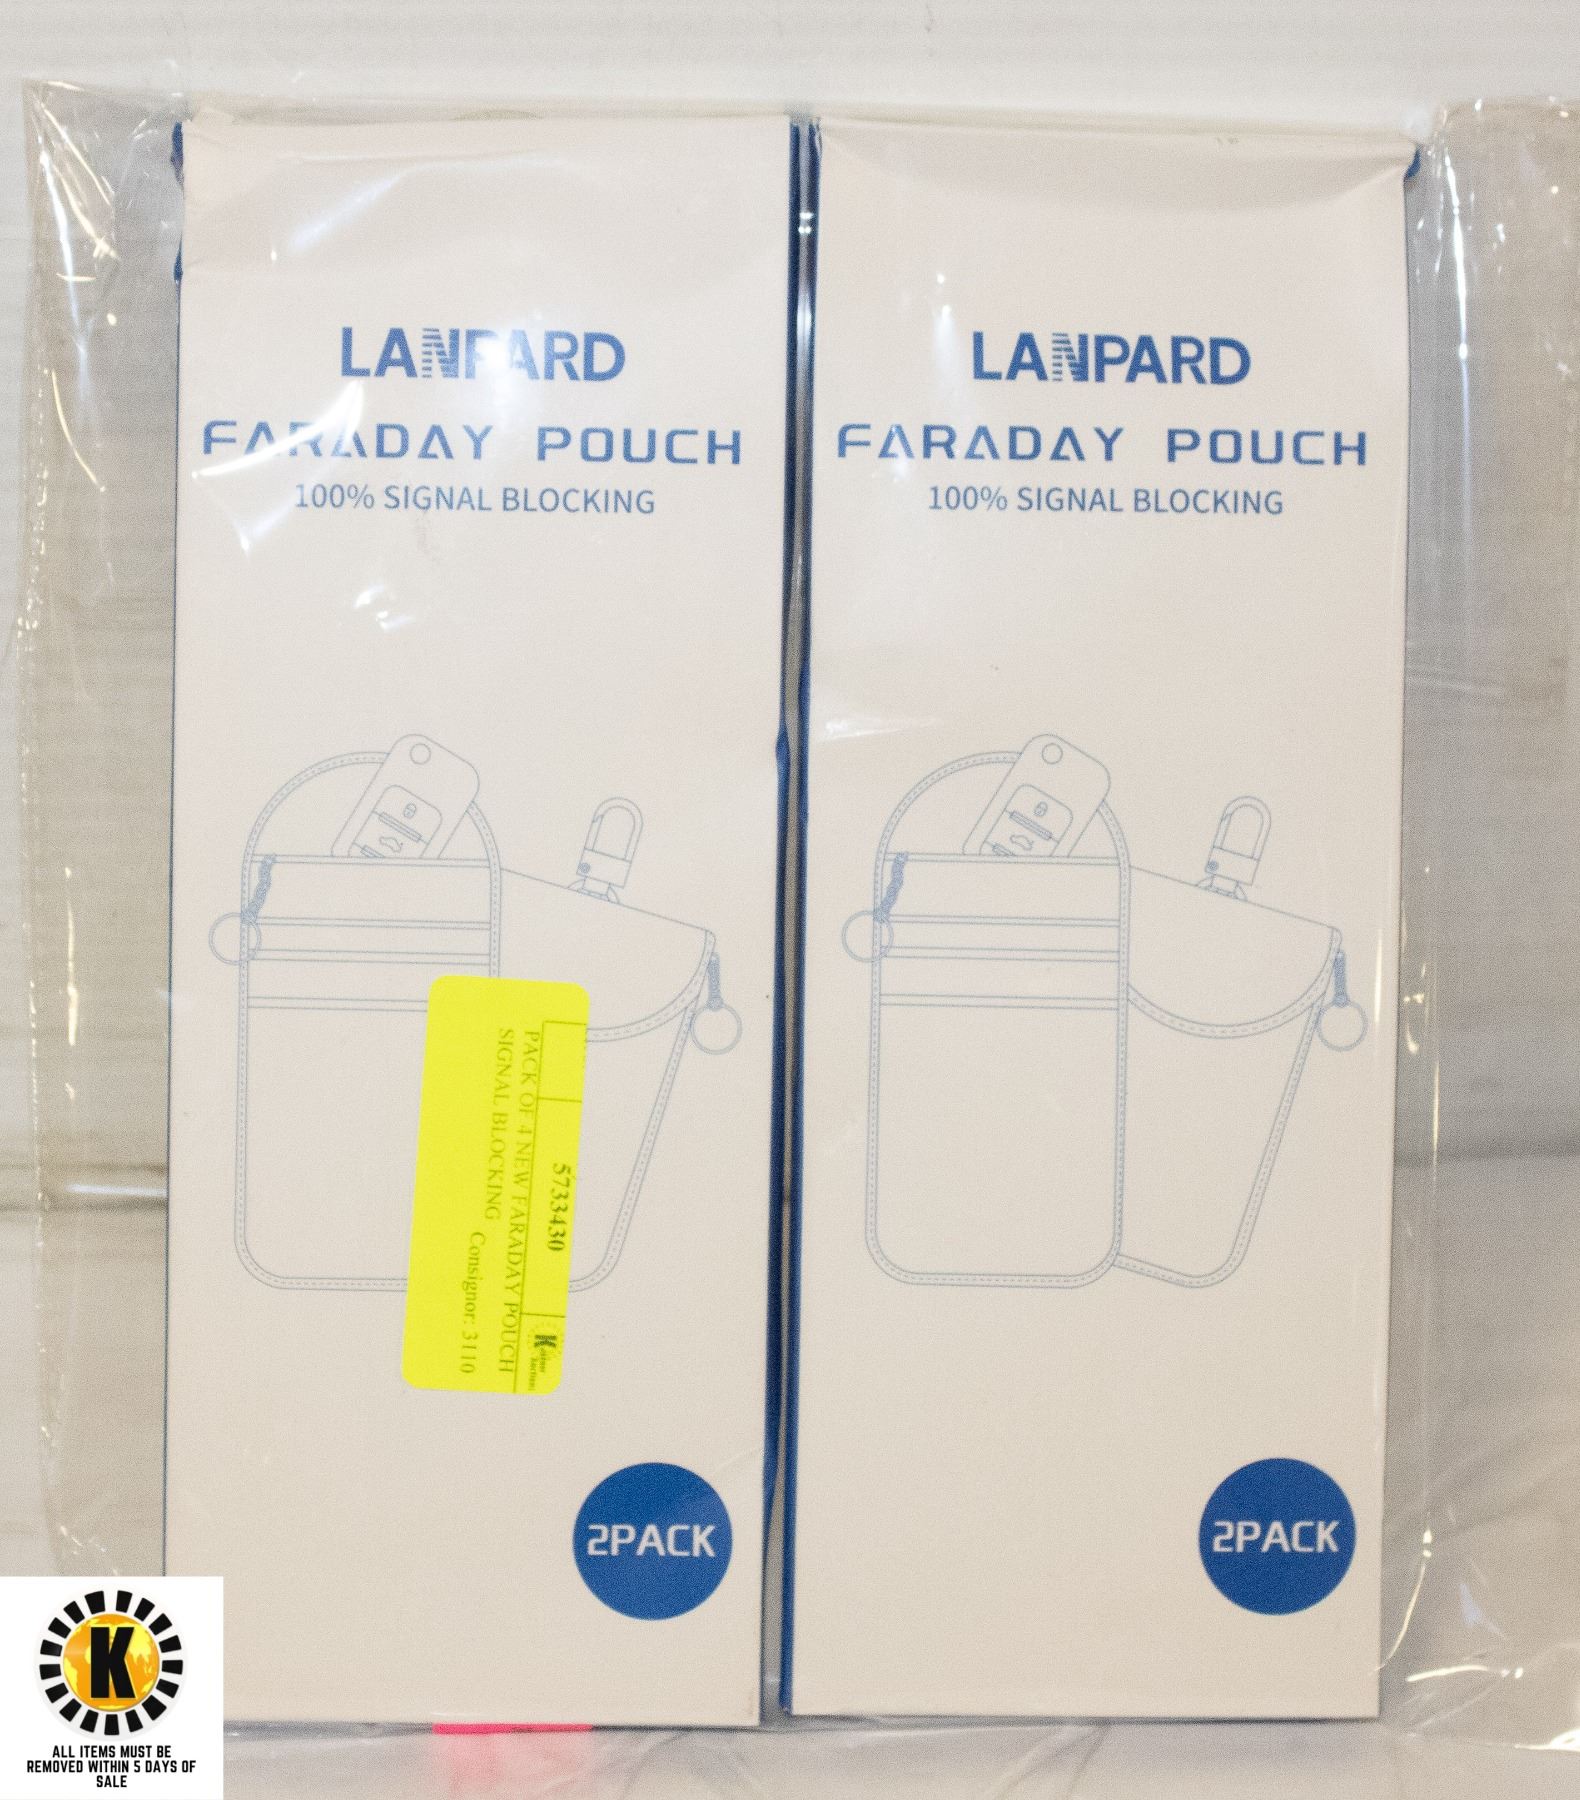 LANPARD
FARADAY POUCH
100% SIGNAL BLOCKING
5733430
PACK OF 4 NEW FARADAY POUCH
SIGNAL BLOCKING
Consignor: 3110
2PACK
LANPARD
FARADAY POUCH
100% SIGNAL BLOCKING
2PACK
K
ALL ITEMS MUST BE
REMOVED WITHIN 5 DAYS OF
SALE